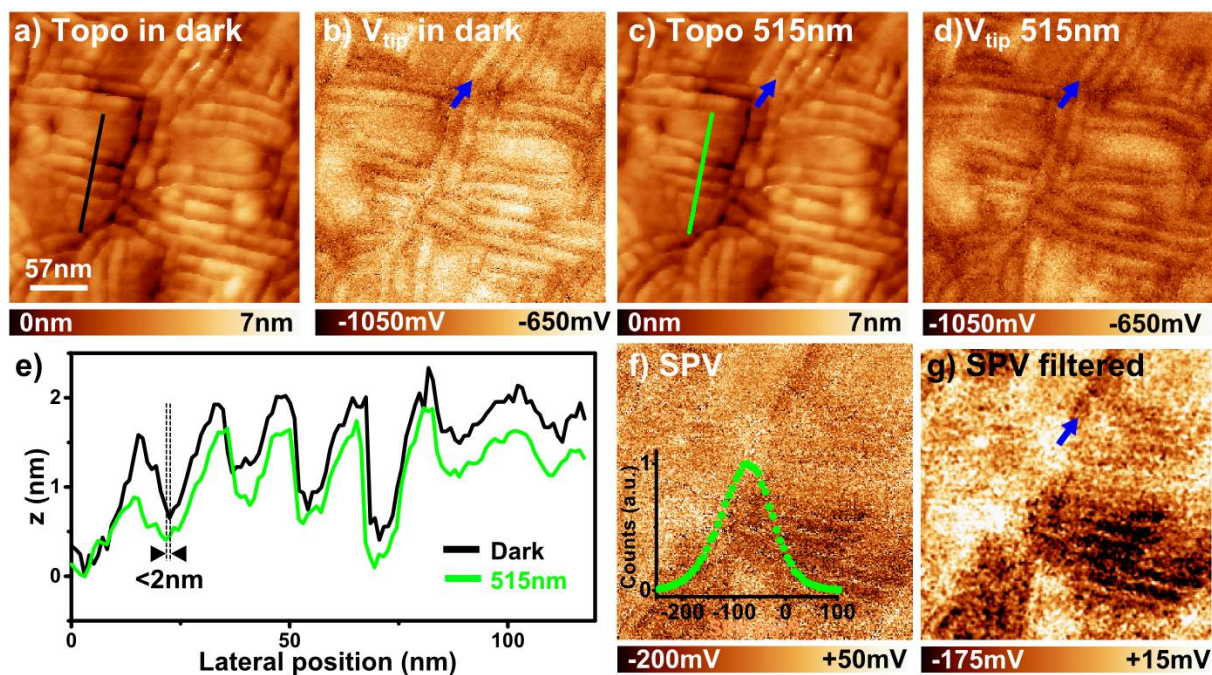 a) Topo in dark
b) Vtip in dark
c) Topo 515nm
d)Vtip 515nm
57nm
0nm 7nm
-1050mV -650mV
0nm 7nm
-1050mV -650mV
e)
z (nm)
2
1
0
<2nm
Dark
515nm
0 50 100
Lateral position (nm)
f) SPV
Counts (a.u.)
1
0
-200 -100 0 100
-200mV +50mV
g) SPV filtered
-175mV +15mV